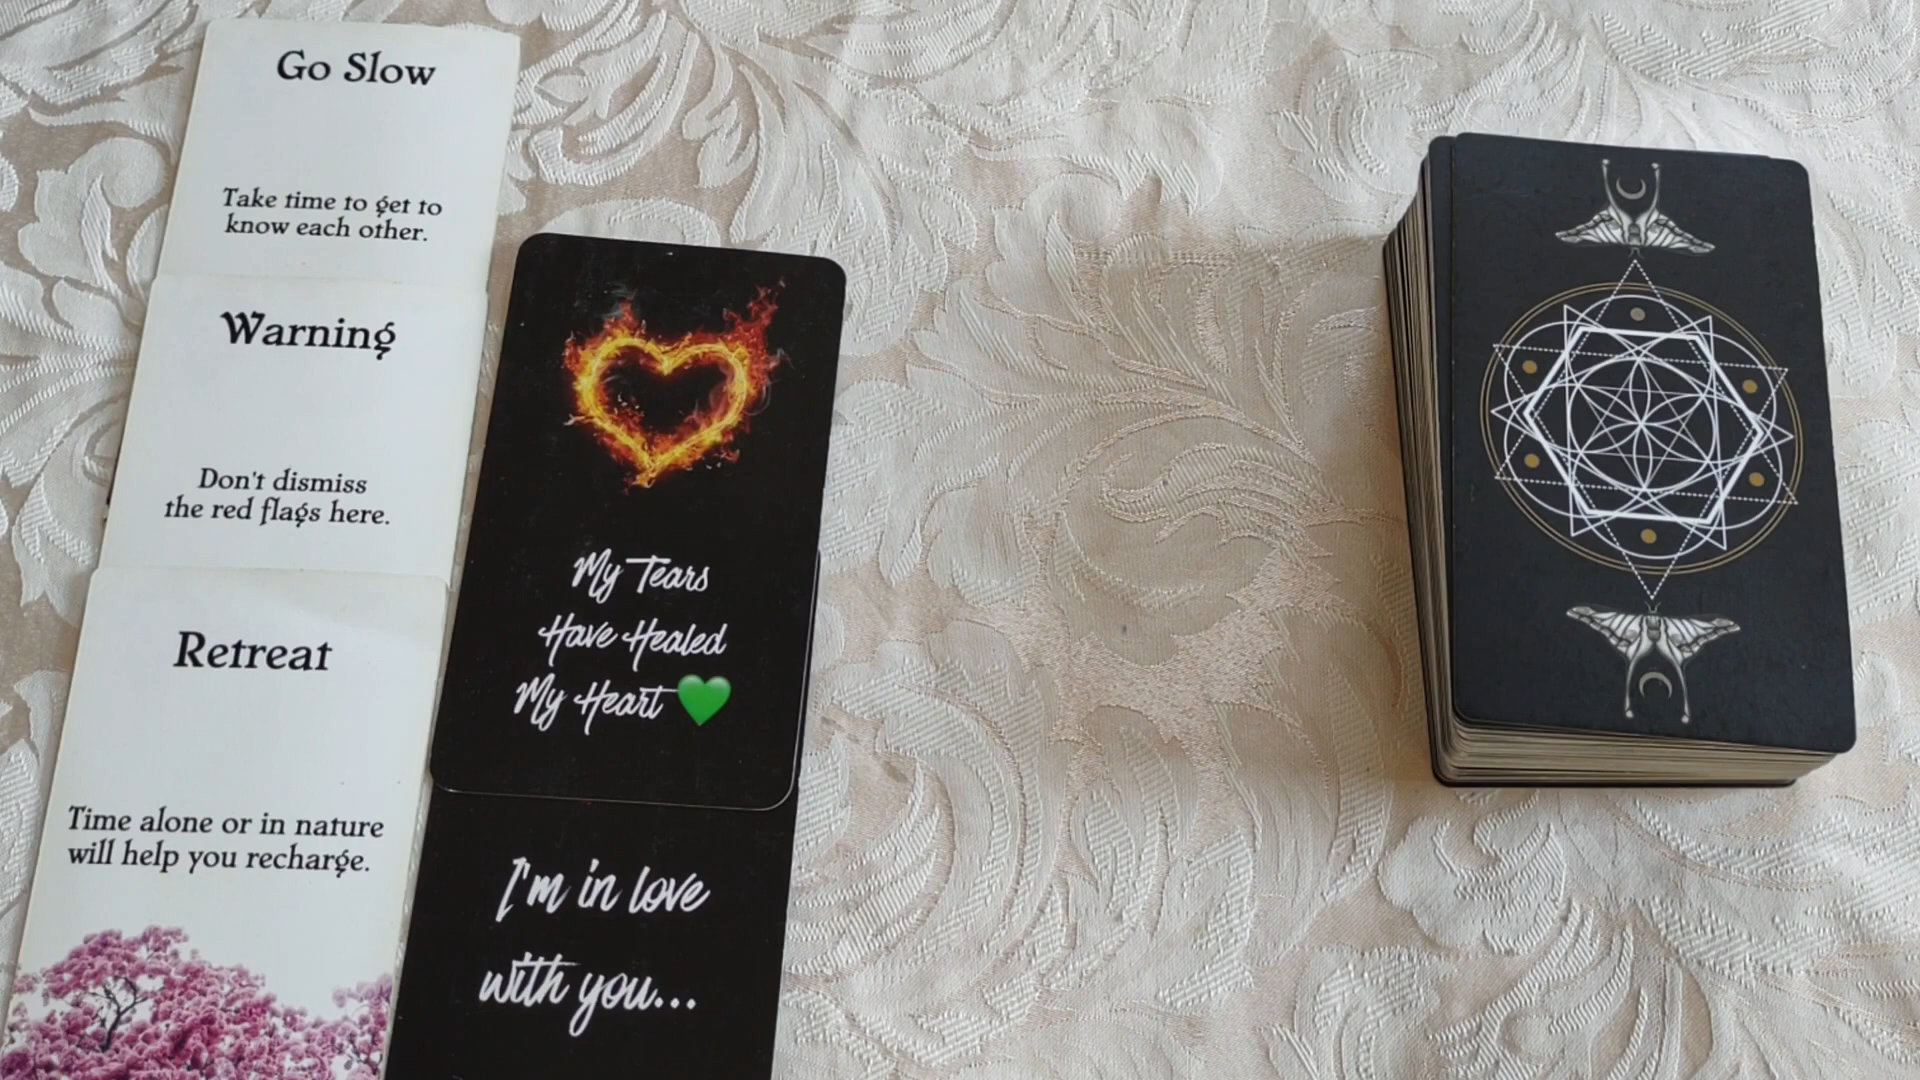 Go Slow
Take time to get to
know each other.
Warning
Don't dismiss
the red flags here.
Retreat
Time alone or in nature
will help you recharge.
My Tears
Have Healed
My Heart 💚
I'm in love
with you...